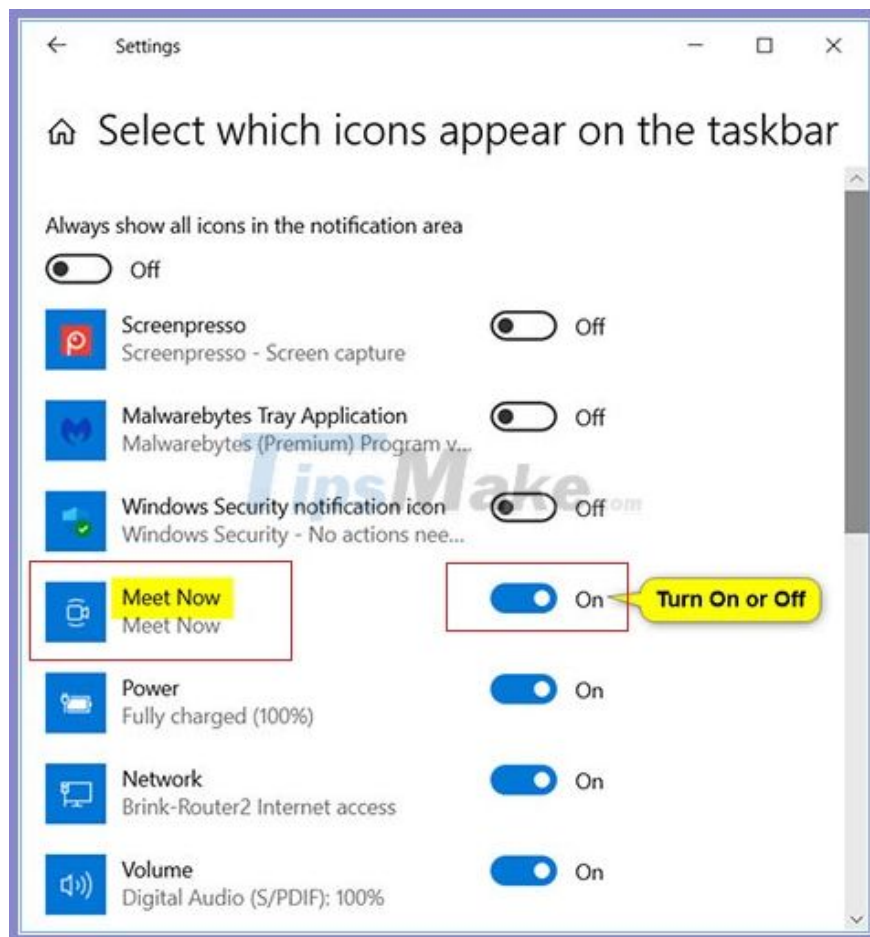 Settings
Select which icons appear on the taskbar
Always show all icons in the notification area
Off
Screenpresso
Off
Screenpresso - Screen capture
Malwarebytes Tray Application
Off
Malwarebytes (Premium) Program v...
TipsMake.com
Windows Security notification icon
Off
Windows Security - No actions nee...
Meet Now
On
Turn On or Off
Meet Now
Power
On
Fully charged (100%)
Network
On
Brink-Router2 Internet access
Volume
On
Digital Audio (S/PDIF): 100%